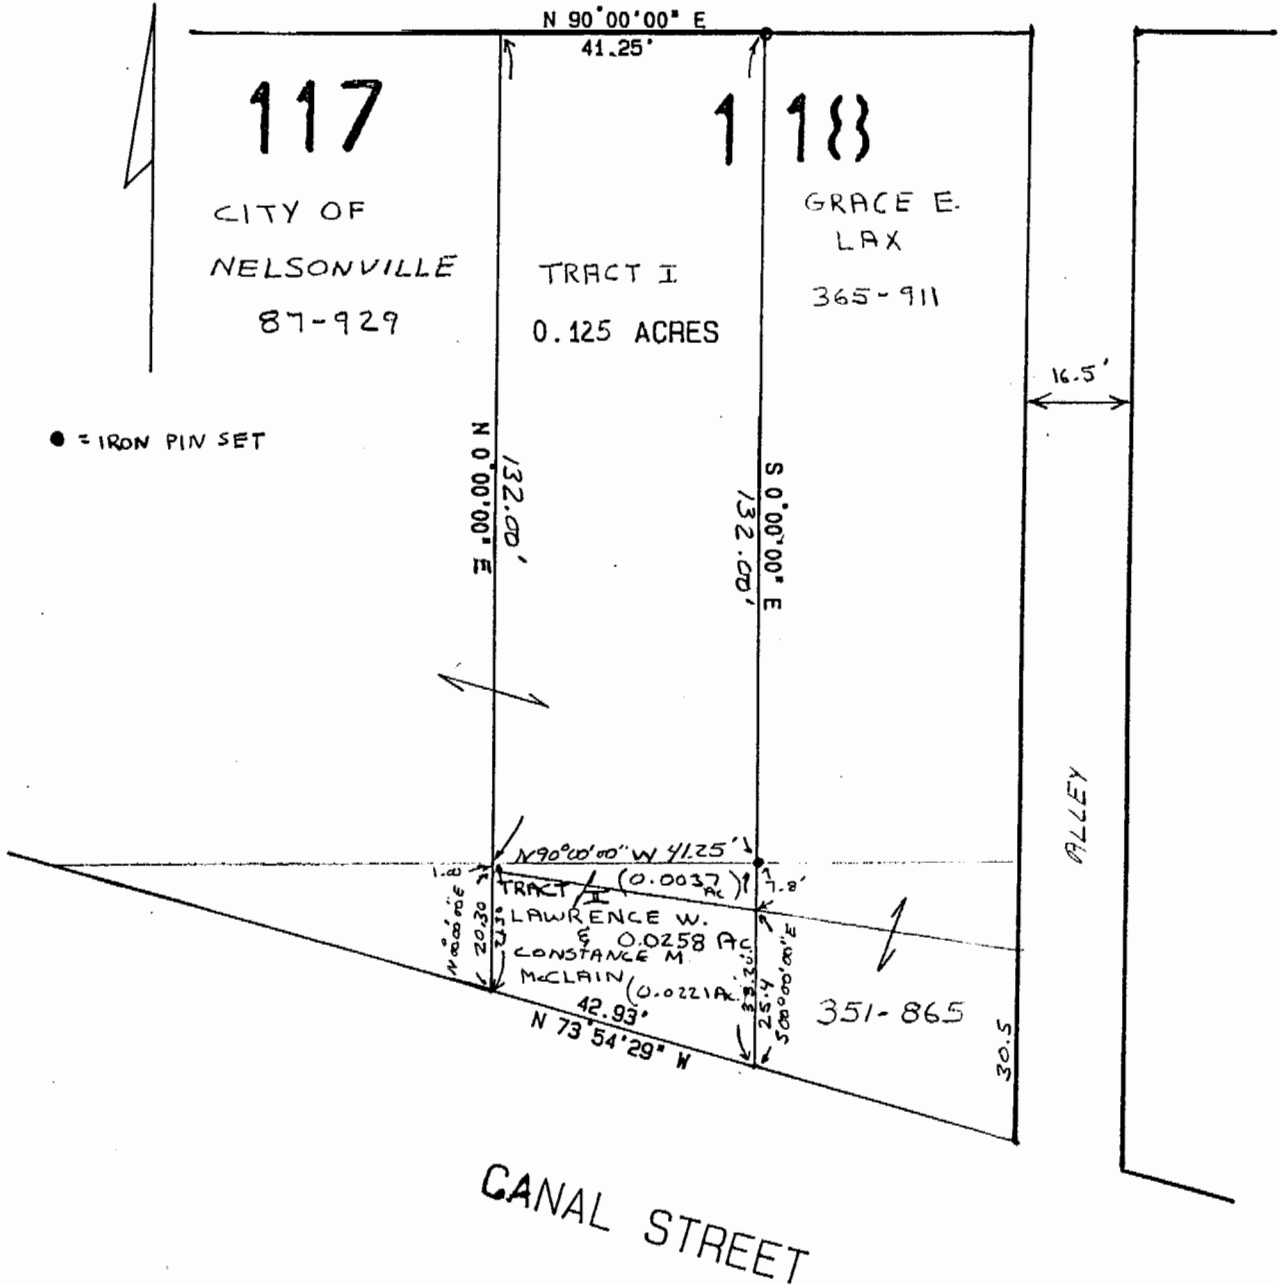 N 90°00'00" E
41.25'
117
118
CITY OF
NELSONVILLE
87-929
TRACT I
0.125 ACRES
GRACE E.
LAX
365-911
16.5'
● = IRON PIN SET
N 0°00'00" E
132.00'
S 0°00'00" E
132.00'
ALLEY
N90°00'00" W 41.25'
(0.0037 Ac)
1.8
7.8'
TRACT II
LAWRENCE W.
& 0.0258 Ac
CONSTANCE M.
McCLAIN
(0.0221 Ac.
20.30
33.20'
25.4
S00°00'00"E
351-865
30.5
42.93'
N 73°54'29" W
CANAL STREET